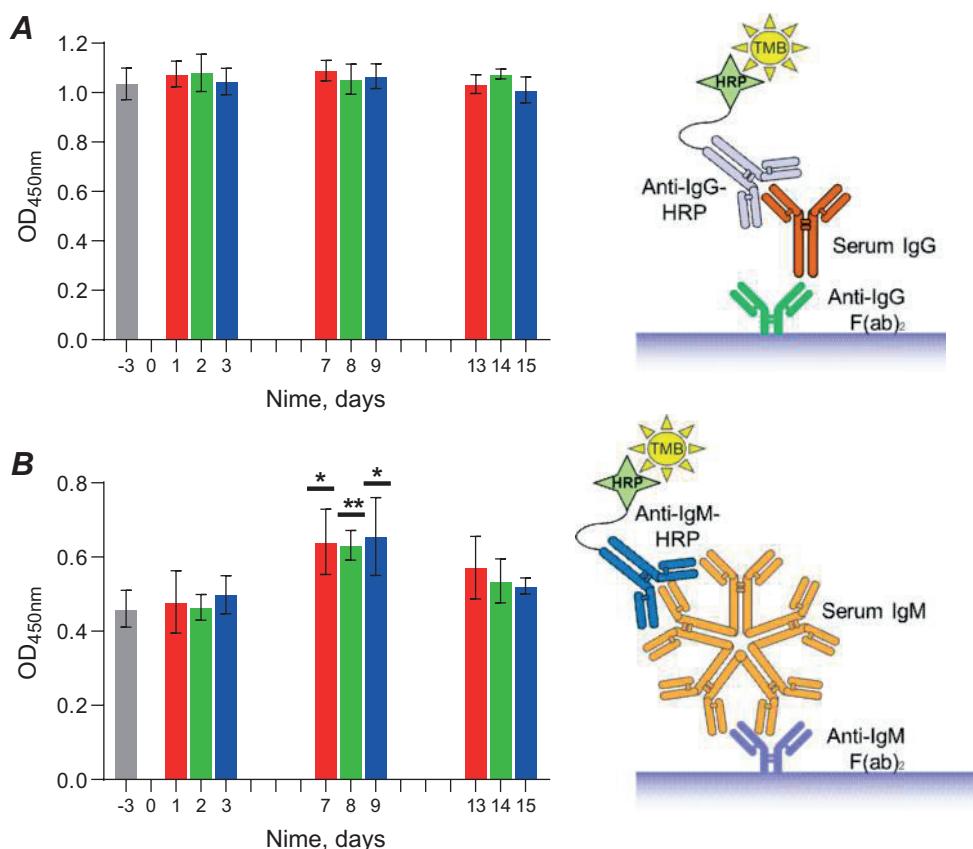 A
1.2
1.0
0.8
0.6
0.4
0.2
0.0
OD450nm
-3 0 1 2 3 7 8 9 13 14 15
Nime, days
TMB
HRP
Anti-IgG-
HRP
Serum IgG
Anti-IgG
F(ab)2
B
0.8
0.6
0.4
0.2
0.0
OD450nm
* ** *
-3 0 1 2 3 7 8 9 13 14 15
Nime, days
TMB
HRP
Anti-IgM-
HRP
Serum IgM
Anti-IgM
F(ab)2